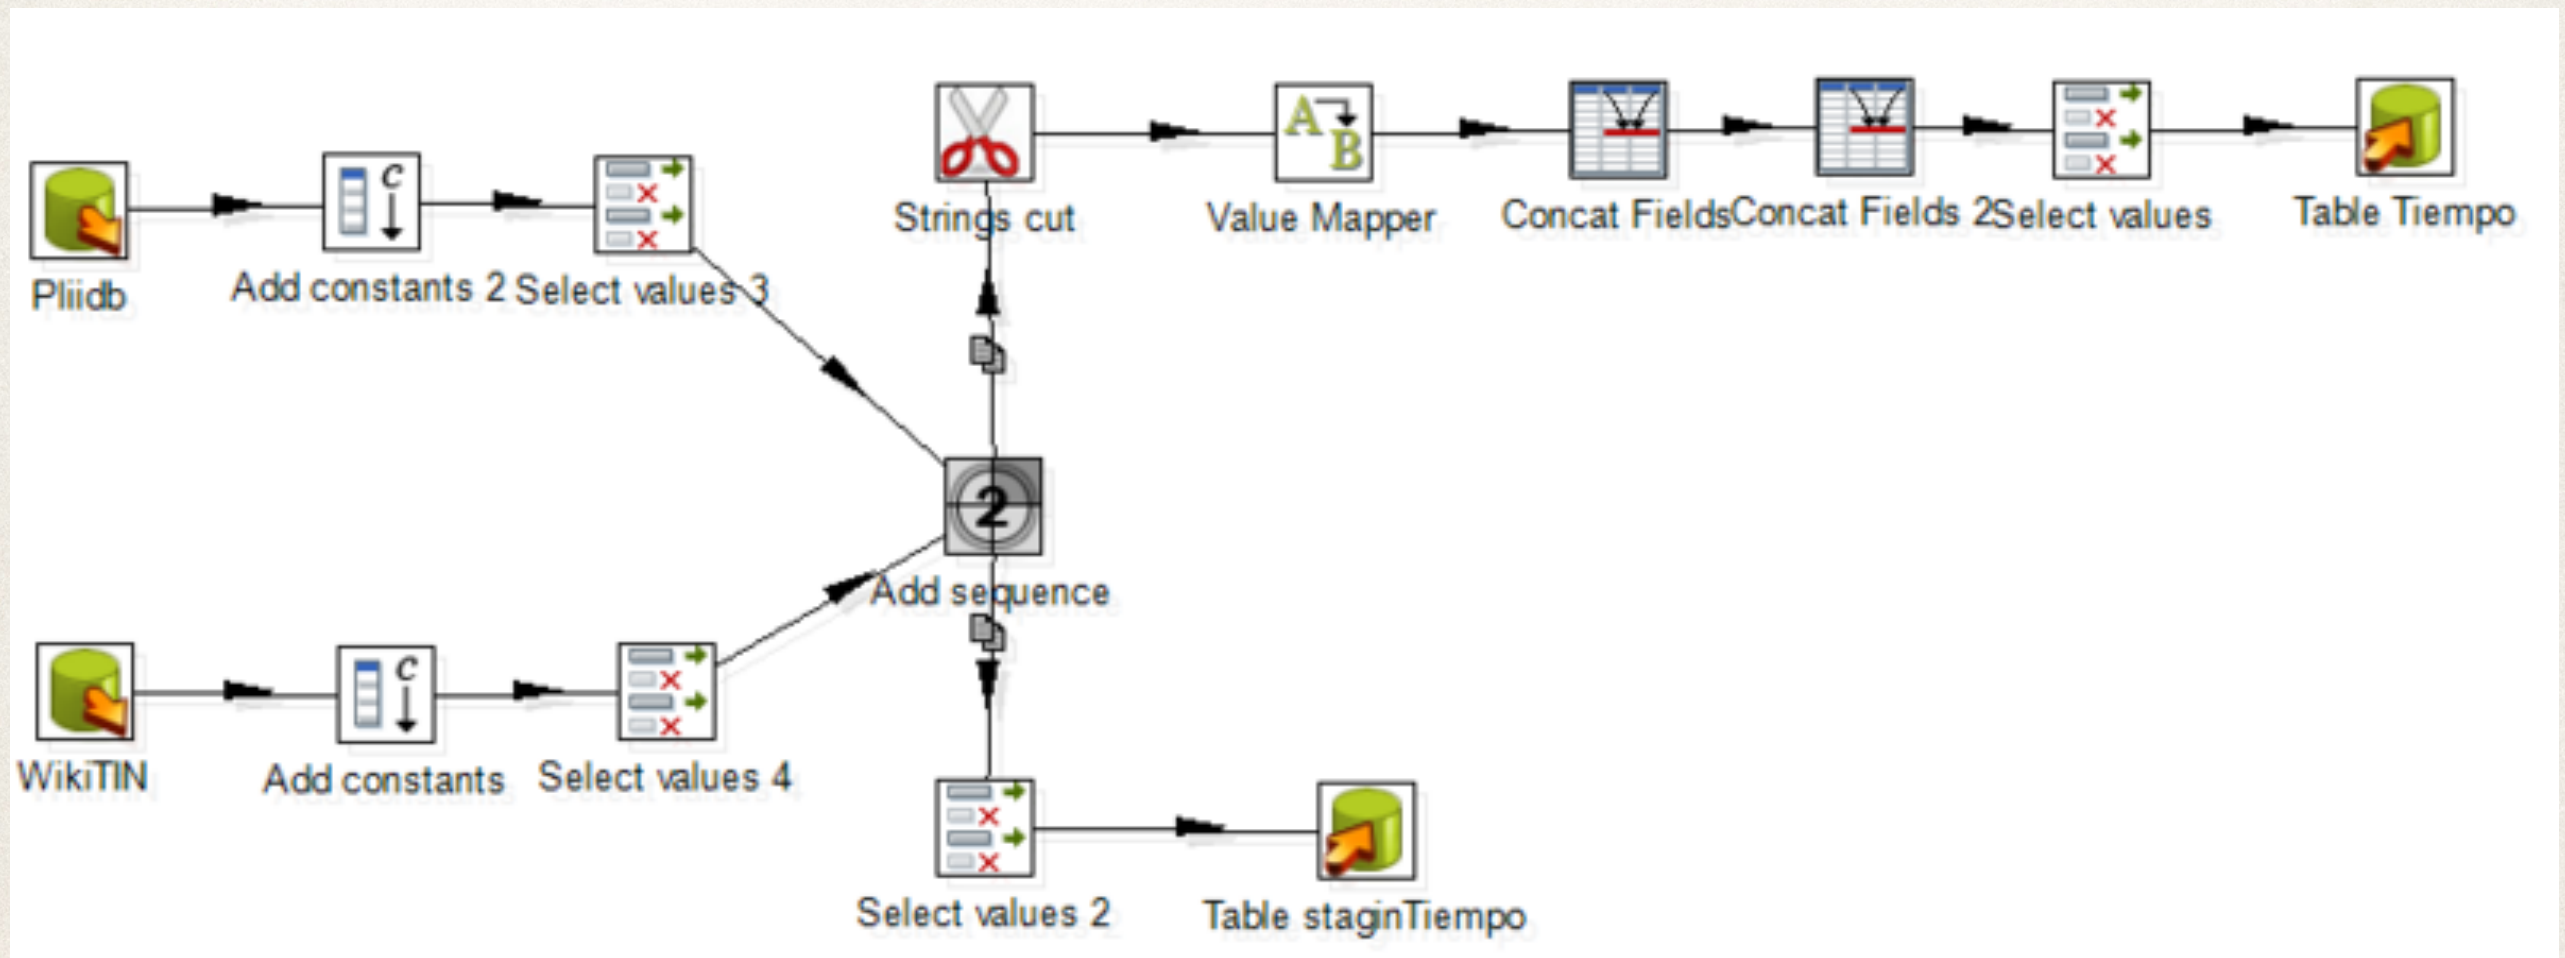 Strings cut
Value Mapper
Concat Fields
Concat Fields 2
Select values
Table Tiempo
Pliidb
Add constants 2
Select values 3
C
A
B
2
Add sequence
C
WikiTIN
Add constants
Select values 4
Select values 2
Table staginTiempo